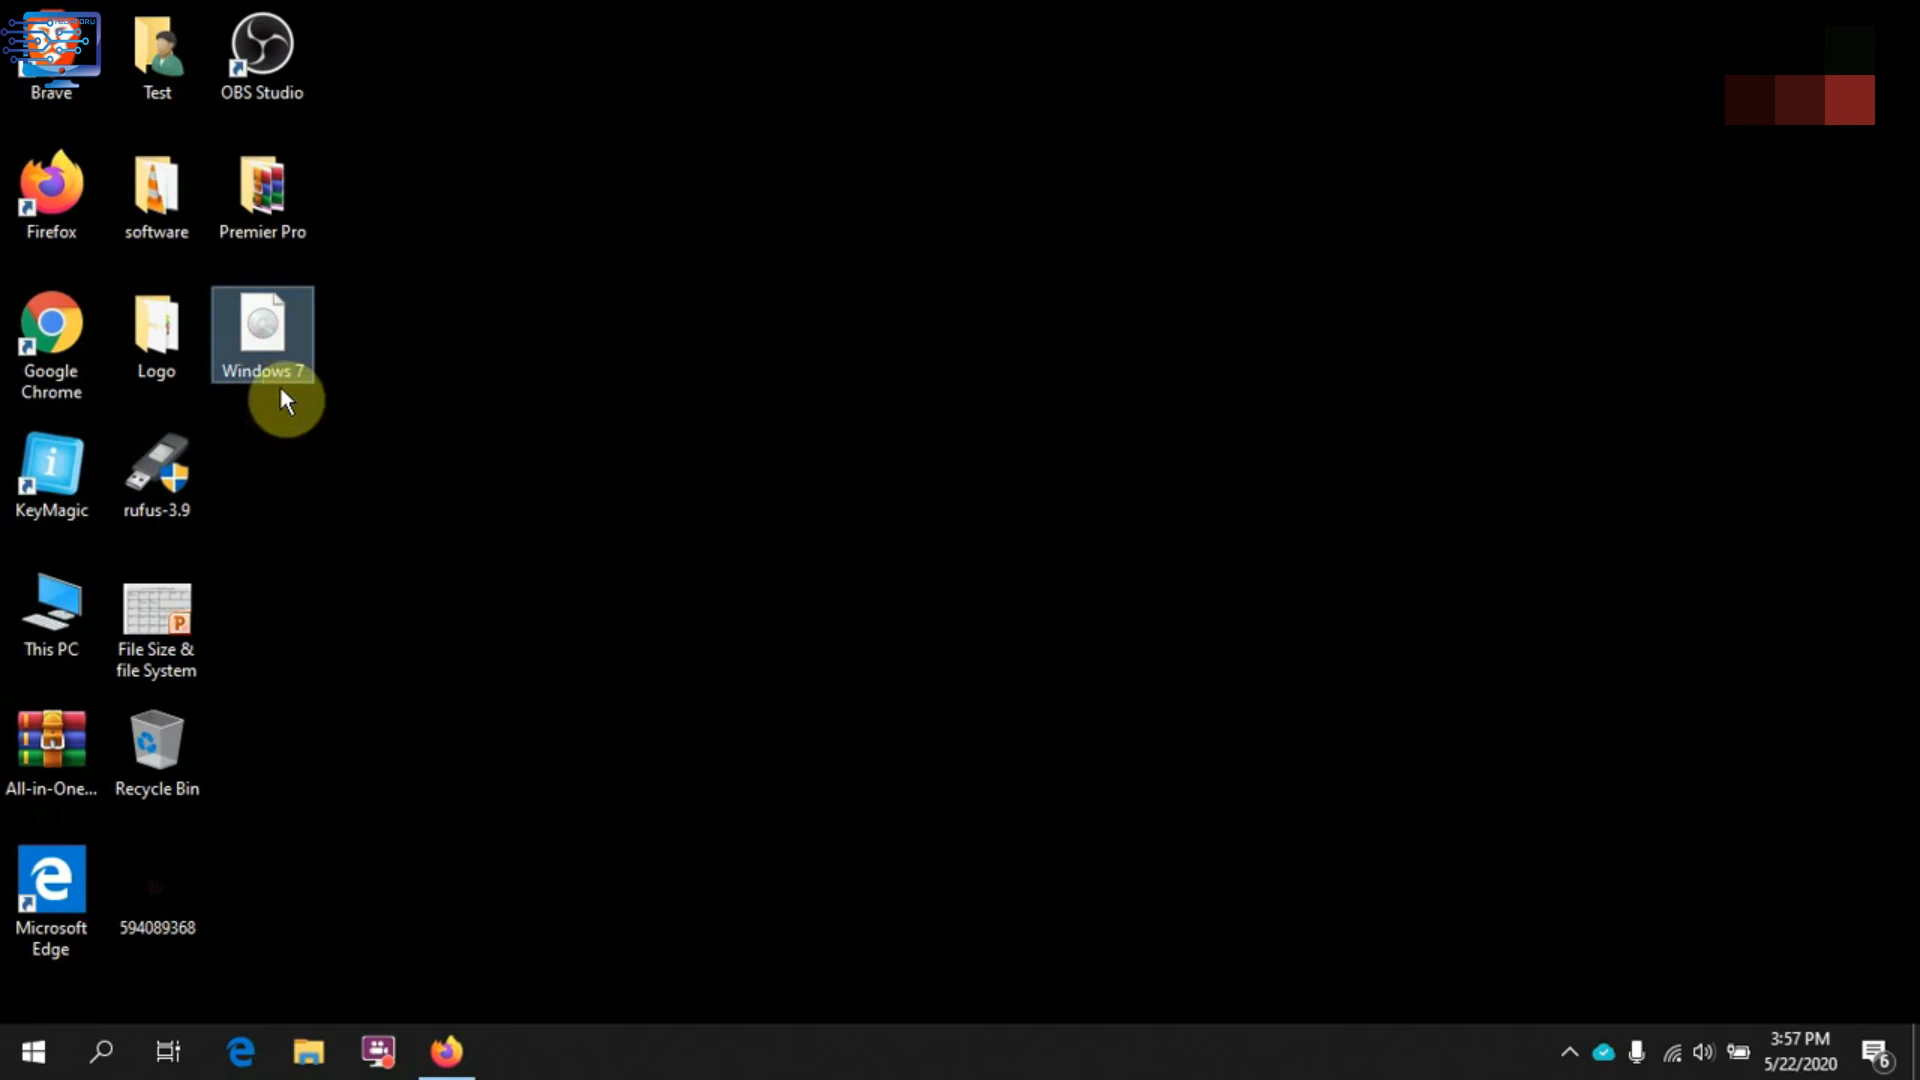 Brave
Test
OBS Studio
Firefox
software
Premier Pro
Google
Chrome
Logo
Windows 7
KeyMagic
rufus-3.9
This PC
File Size &
file System
All-in-One...
Recycle Bin
Microsoft
Edge
594089368
3:57 PM
5/22/2020
6